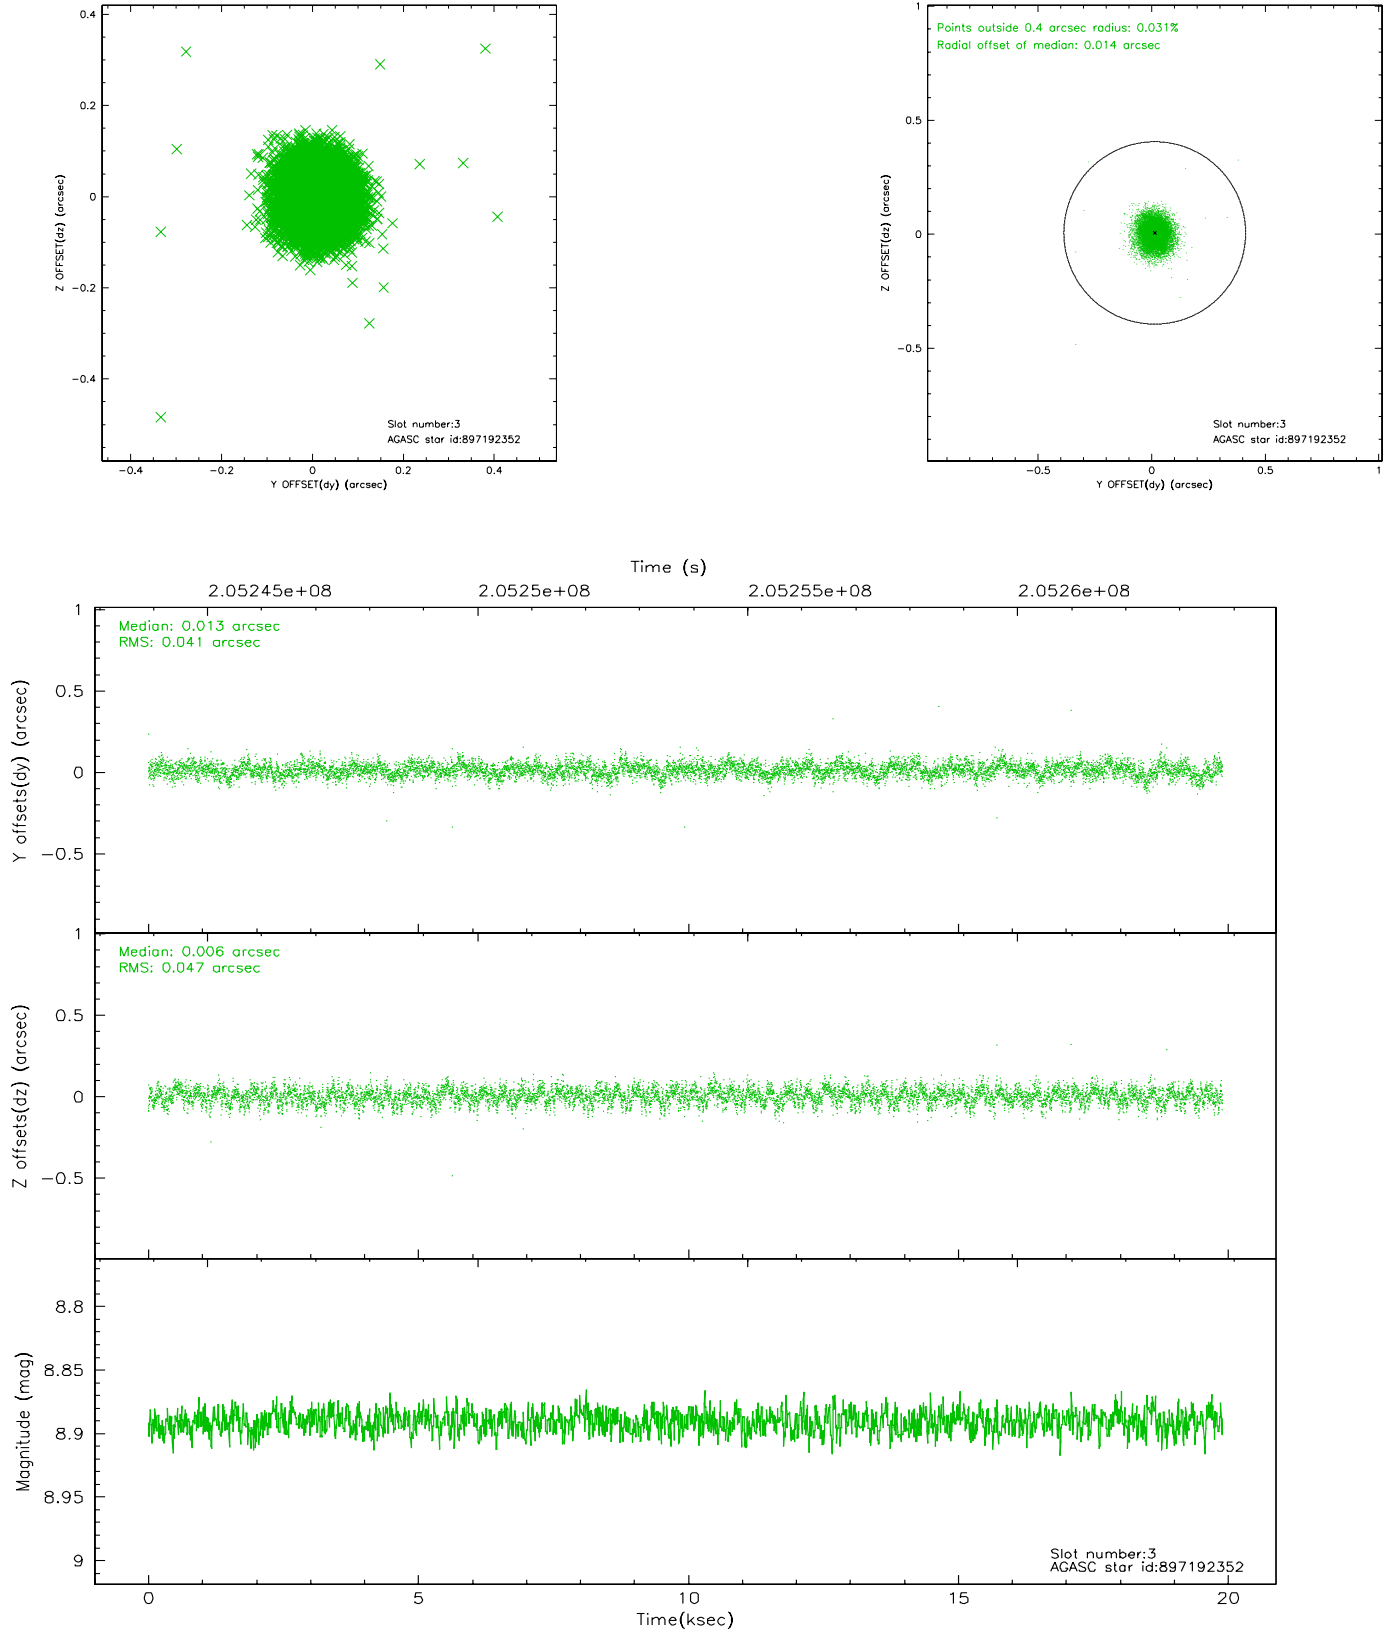 0.4
0.2
0
−0.2
−0.4
Z OFFSET(dz) (arcsec)
−0.4
−0.2
0
0.2
0.4
Y OFFSET(dy) (arcsec)
Slot number:3
AGASC star id:897192352
Points outside 0.4 arcsec radius: 0.031%
Radial offset of median: 0.014 arcsec
1
0.5
0
−0.5
Z OFFSET(dz) (arcsec)
−0.5
0
0.5
1
Y OFFSET(dy) (arcsec)
Slot number:3
AGASC star id:897192352
Time (s)
2.05245e+08
2.0525e+08
2.05255e+08
2.0526e+08
Median: 0.013 arcsec
RMS: 0.041 arcsec
1
0.5
0
−0.5
Y offsets(dy) (arcsec)
Median: 0.006 arcsec
RMS: 0.047 arcsec
1
0.5
0
−0.5
Z offsets(dz) (arcsec)
8.8
8.85
8.9
8.95
9
Magnitude (mag)
Slot number:3
AGASC star id:897192352
0
5
10
15
20
Time(ksec)